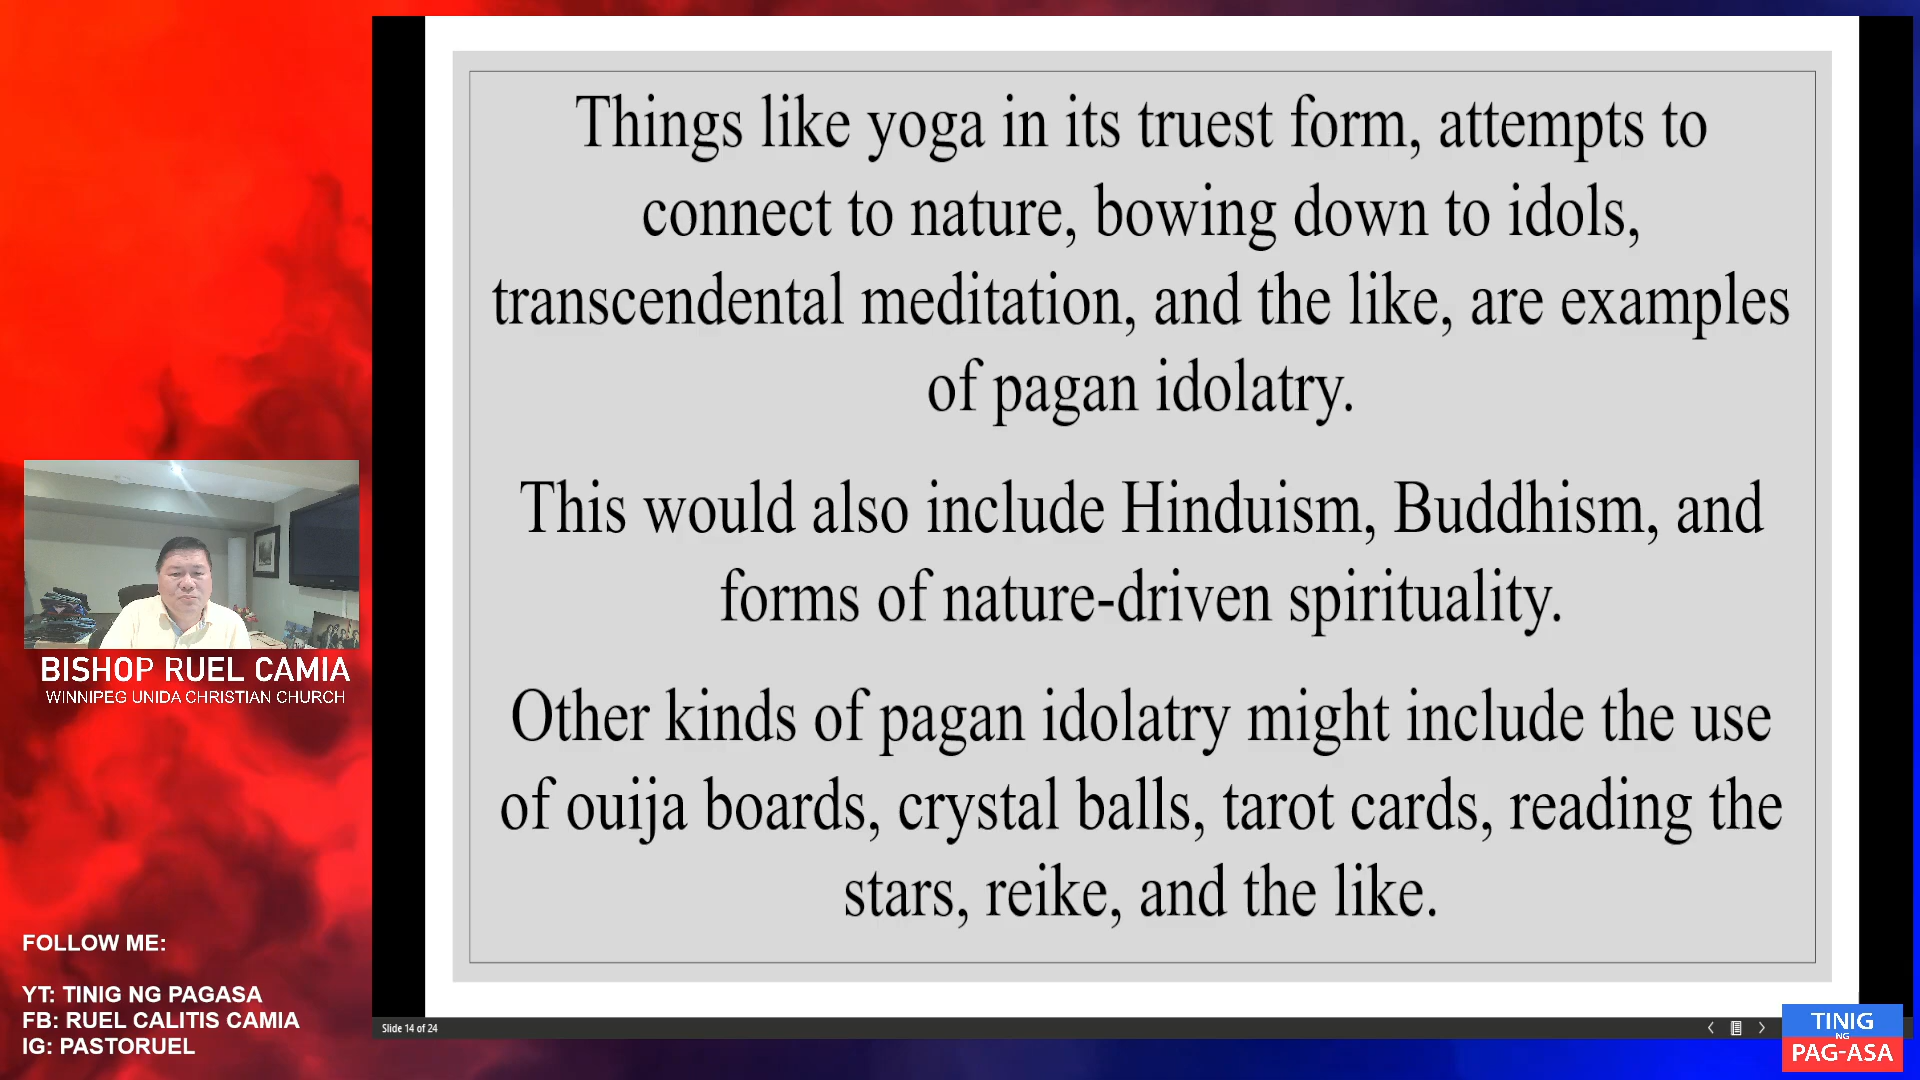 Things like yoga in its truest form, attempts to
connect to nature, bowing down to idols,
transcendental meditation, and the like, are examples
of pagan idolatry.
This would also include Hinduism, Buddhism, and
forms of nature-driven spirituality.
Other kinds of pagan idolatry might include the use
of ouija boards, crystal balls, tarot cards, reading the
stars, reike, and the like.
BISHOP RUEL CAMIA
WINNIPEG UNIDA CHRISTIAN CHURCH
FOLLOW ME:
YT: TINIG NG PAGASA
FB: RUEL CALITIS CAMIA
IG: PASTORUEL
Slide 14 of 24
TINIG
NG
PAG-ASA